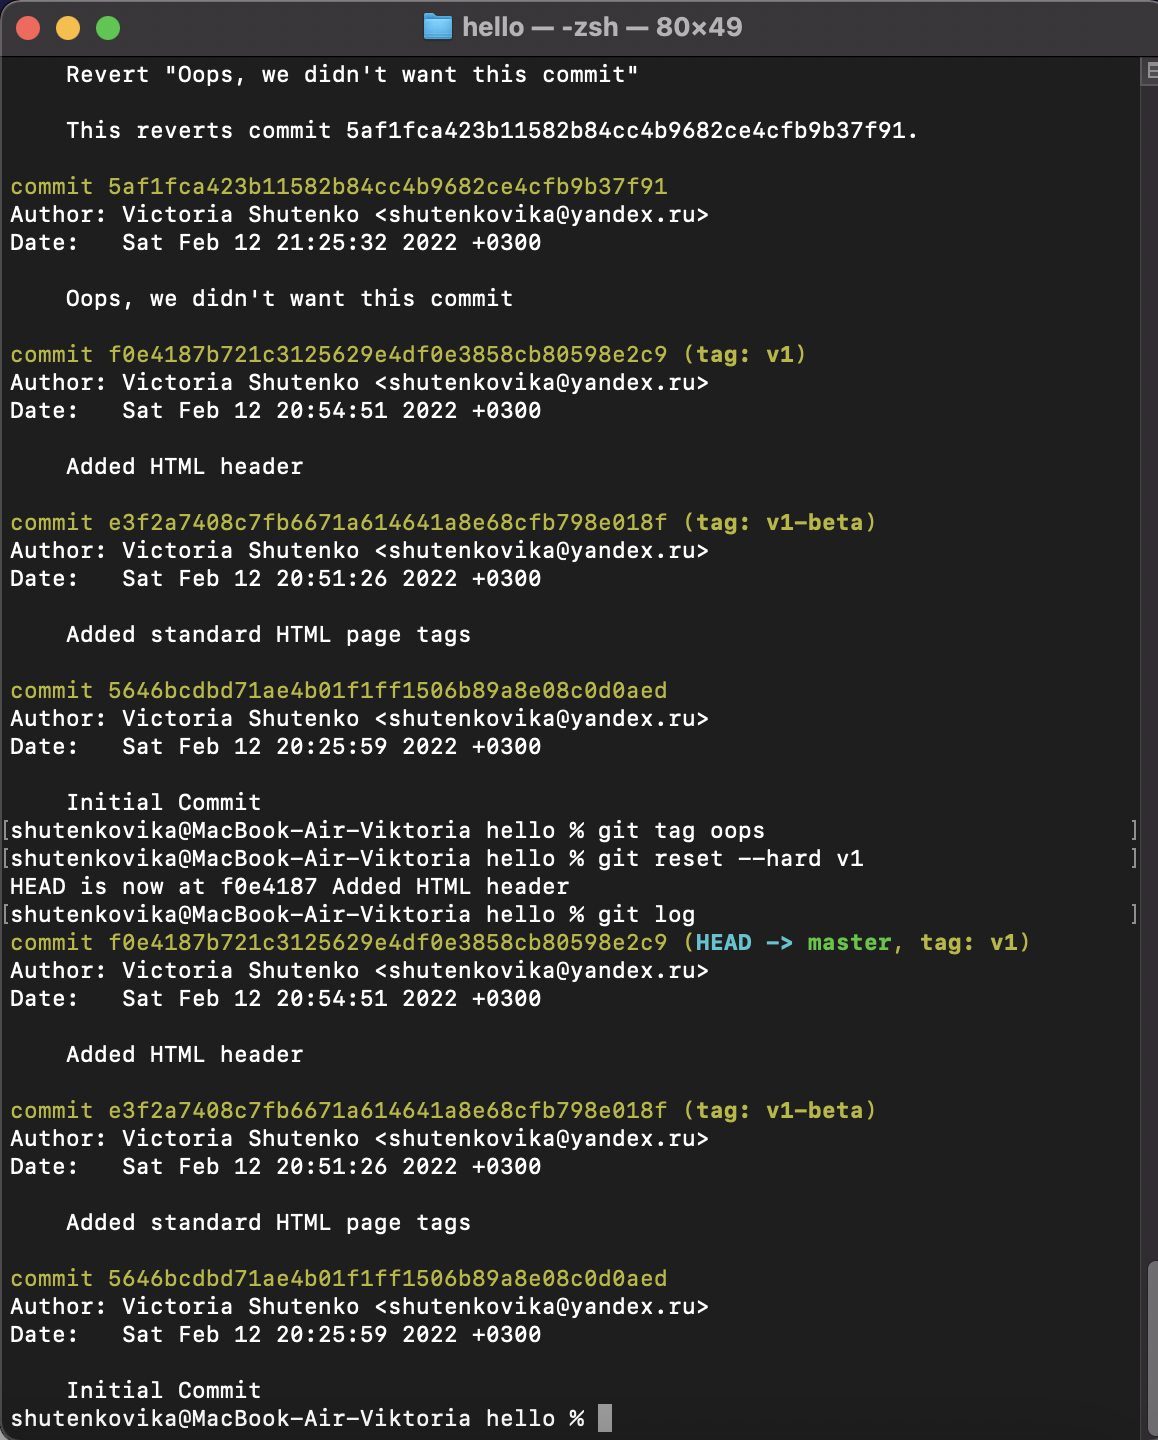 hello — -zsh — 80×49
Revert "Oops, we didn't want this commit"
This reverts commit 5af1fca423b11582b84cc4b9682ce4cfb9b37f91.
commit 5af1fca423b11582b84cc4b9682ce4cfb9b37f91
Author: Victoria Shutenko <shutenkovika@yandex.ru>
Date:   Sat Feb 12 21:25:32 2022 +0300
Oops, we didn't want this commit
commit f0e4187b721c3125629e4df0e3858cb80598e2c9 (tag: v1)
Author: Victoria Shutenko <shutenkovika@yandex.ru>
Date:   Sat Feb 12 20:54:51 2022 +0300
Added HTML header
commit e3f2a7408c7fb6671a614641a8e68cfb798e018f (tag: v1-beta)
Author: Victoria Shutenko <shutenkovika@yandex.ru>
Date:   Sat Feb 12 20:51:26 2022 +0300
Added standard HTML page tags
commit 5646bcdbd71ae4b01f1ff1506b89a8e08c0d0aed
Author: Victoria Shutenko <shutenkovika@yandex.ru>
Date:   Sat Feb 12 20:25:59 2022 +0300
Initial Commit
[shutenkovika@MacBook-Air-Viktoria hello % git tag oops ]
[shutenkovika@MacBook-Air-Viktoria hello % git reset --hard v1 ]
HEAD is now at f0e4187 Added HTML header
[shutenkovika@MacBook-Air-Viktoria hello % git log ]
commit f0e4187b721c3125629e4df0e3858cb80598e2c9 (HEAD -> master, tag: v1)
Author: Victoria Shutenko <shutenkovika@yandex.ru>
Date:   Sat Feb 12 20:54:51 2022 +0300
Added HTML header
commit e3f2a7408c7fb6671a614641a8e68cfb798e018f (tag: v1-beta)
Author: Victoria Shutenko <shutenkovika@yandex.ru>
Date:   Sat Feb 12 20:51:26 2022 +0300
Added standard HTML page tags
commit 5646bcdbd71ae4b01f1ff1506b89a8e08c0d0aed
Author: Victoria Shutenko <shutenkovika@yandex.ru>
Date:   Sat Feb 12 20:25:59 2022 +0300
Initial Commit
shutenkovika@MacBook-Air-Viktoria hello %